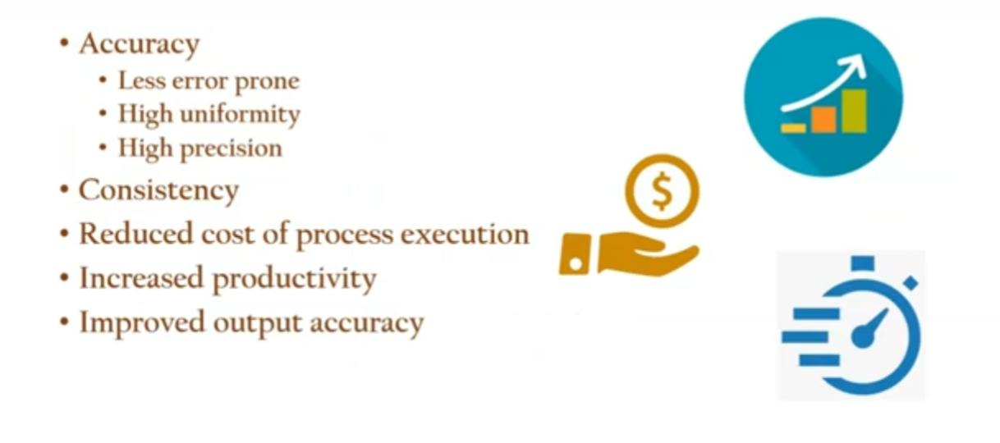 • Accuracy
• Less error prone
• High uniformity
• High precision
• Consistency
• Reduced cost of process execution
• Increased productivity
• Improved output accuracy
$